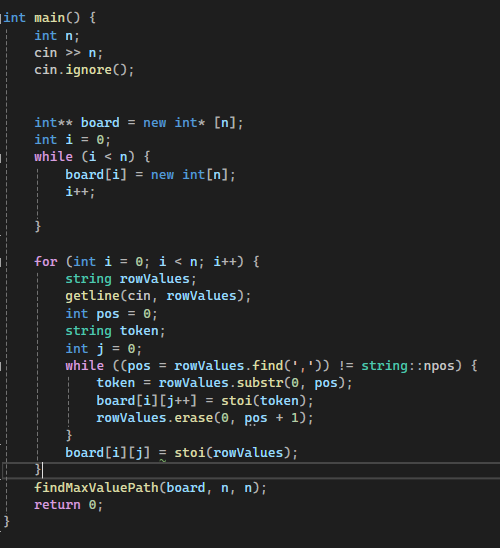 int main() {
    int n;
    cin >> n;
    cin.ignore();
    int** board = new int* [n];
    int i = 0;
    while (i < n) {
        board[i] = new int[n];
        i++;
    }
    for (int i = 0; i < n; i++) {
        string rowValues;
        getline(cin, rowValues);
        int pos = 0;
        string token;
        int j = 0;
        while ((pos = rowValues.find(',')) != string::npos) {
            token = rowValues.substr(0, pos);
            board[i][j++] = stoi(token);
            rowValues.erase(0, pos + 1);
        }
        board[i][j] = stoi(rowValues);
    }
    findMaxValuePath(board, n, n);
    return 0;
}